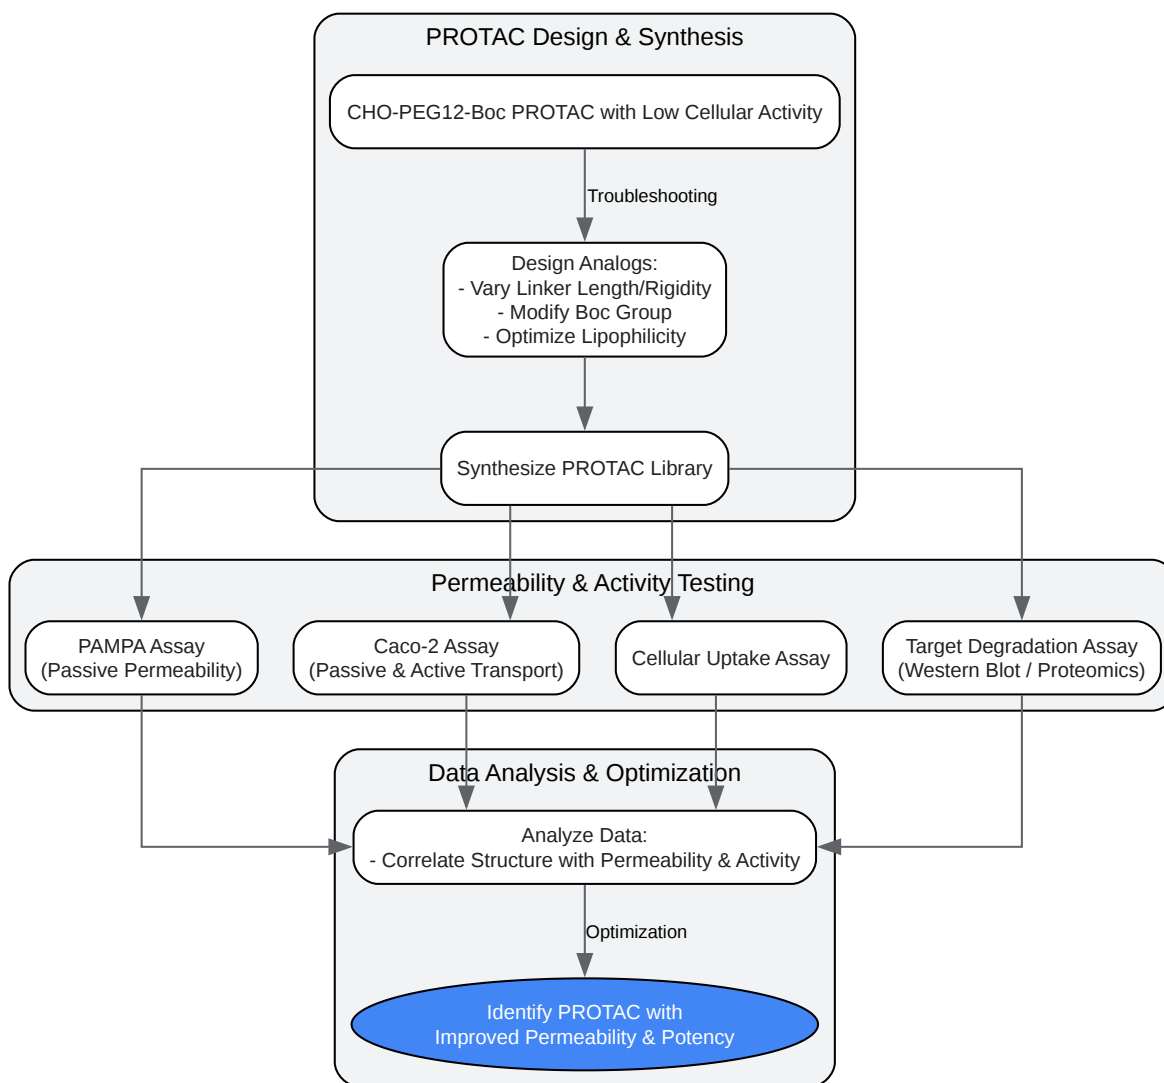 PROTAC Design & Synthesis
CHO-PEG12-Boc PROTAC with Low Cellular Activity
Troubleshooting
Design Analogs:
- Vary Linker Length/Rigidity
- Modify Boc Group
- Optimize Lipophilicity
Synthesize PROTAC Library
Permeability & Activity Testing
PAMPA Assay
(Passive Permeability)
Caco-2 Assay
(Passive & Active Transport)
Cellular Uptake Assay
Target Degradation Assay
(Western Blot / Proteomics)
Data Analysis & Optimization
Analyze Data:
- Correlate Structure with Permeability & Activity
Optimization
Identify PROTAC with
Improved Permeability & Potency